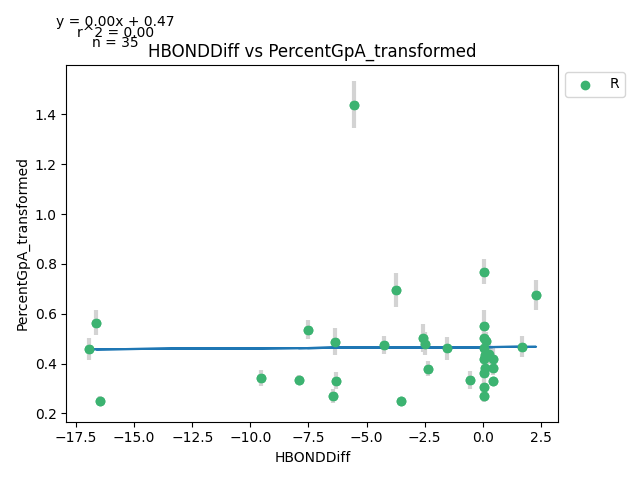 y = 0.00x + 0.47
r^2 = 0.00
n = 35
HBONDDiff vs PercentGpA_transformed
R
PercentGpA_transformed
1.4
1.2
1.0
0.8
0.6
0.4
0.2
−17.5 −15.0 −12.5 −10.0 −7.5 −5.0 −2.5 0.0 2.5
HBONDDiff